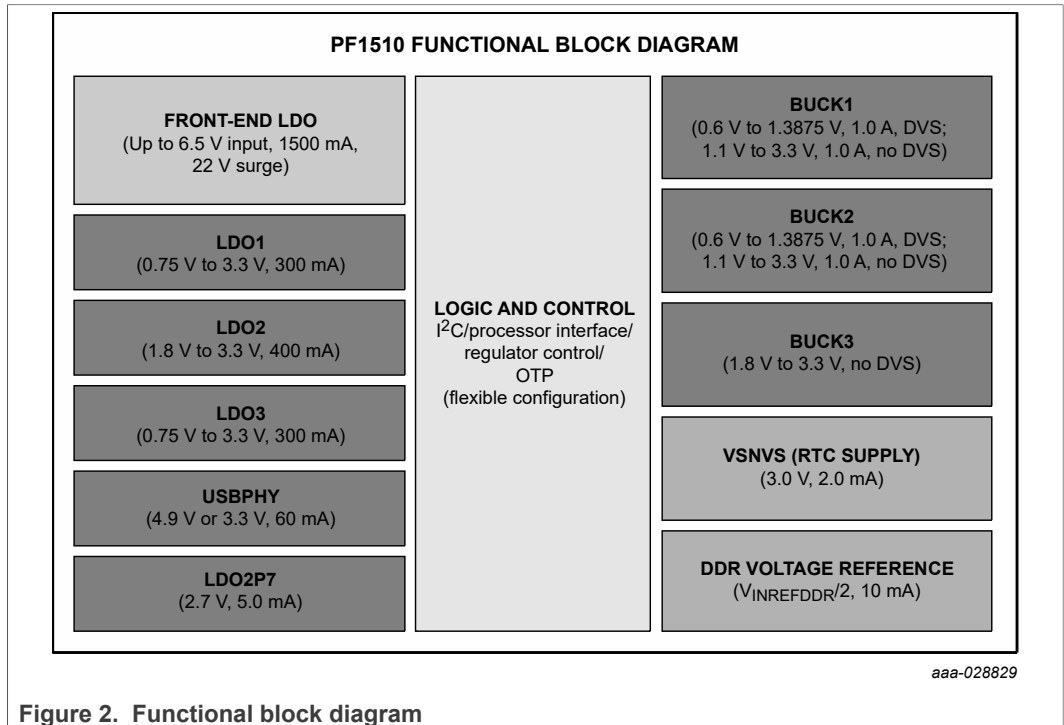 PF1510 FUNCTIONAL BLOCK DIAGRAM
FRONT-END LDO
(Up to 6.5 V input, 1500 mA,
22 V surge)
LDO1
(0.75 V to 3.3 V, 300 mA)
LDO2
(1.8 V to 3.3 V, 400 mA)
LDO3
(0.75 V to 3.3 V, 300 mA)
USBPHY
(4.9 V or 3.3 V, 60 mA)
LDO2P7
(2.7 V, 5.0 mA)
LOGIC AND CONTROL
I2C/processor interface/
regulator control/
OTP
(flexible configuration)
BUCK1
(0.6 V to 1.3875 V, 1.0 A, DVS;
1.1 V to 3.3 V, 1.0 A, no DVS)
BUCK2
(0.6 V to 1.3875 V, 1.0 A, DVS;
1.1 V to 3.3 V, 1.0 A, no DVS)
BUCK3
(1.8 V to 3.3 V, no DVS)
VSNVS (RTC SUPPLY)
(3.0 V, 2.0 mA)
DDR VOLTAGE REFERENCE
(VINREFDDR/2, 10 mA)
aaa-028829
Figure 2. Functional block diagram